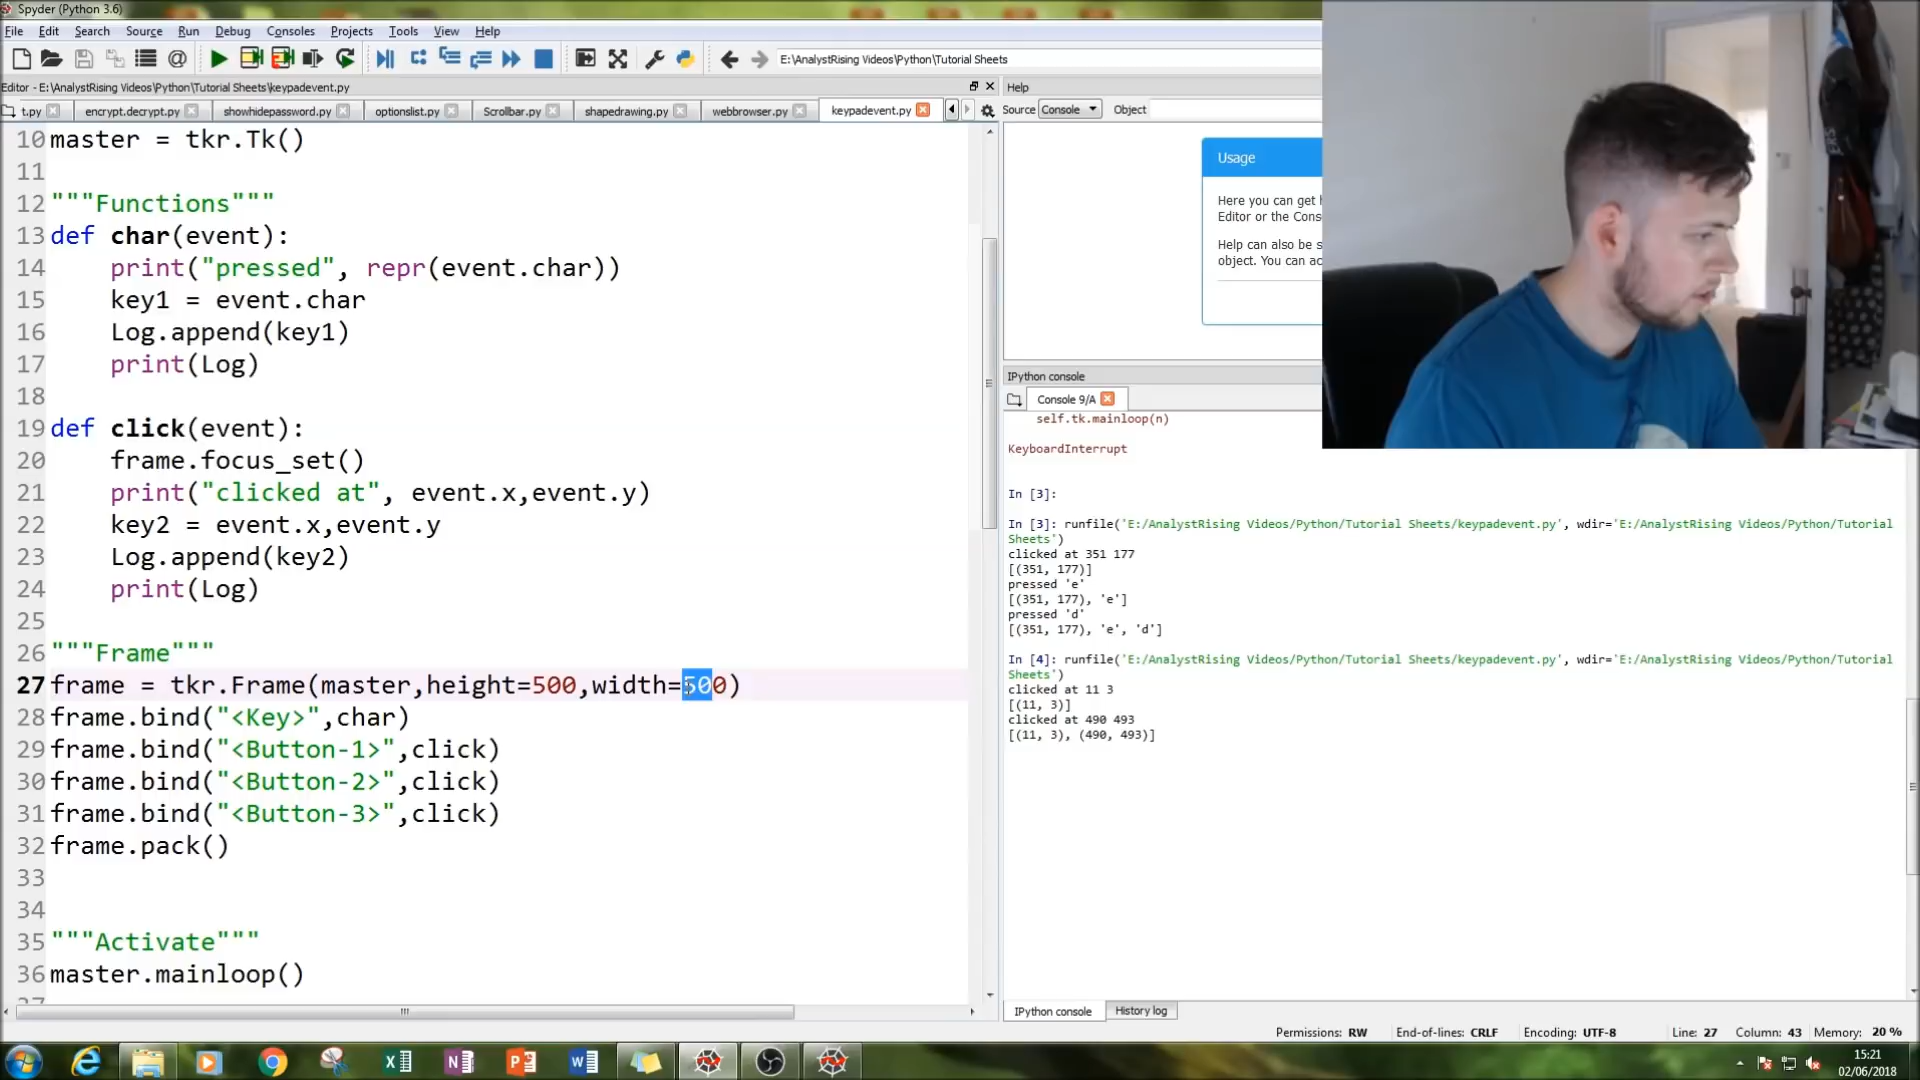 Spyder (Python 3.6)
File Edit Search Source Run Debug Consoles Projects Tools View Help
E:\AnalystRising Videos\Python\Tutorial Sheets
Editor - E:\AnalystRising Videos\Python\Tutorial Sheets\keypadevent.py
t.py encrypt.decrypt.py showhidepassword.py optionslist.py Scrollbar.py shapedrawing.py webbrowser.py keypadevent.py
10 master = tkr.Tk()
11
12 """Functions"""
13 def char(event):
14 print("pressed", repr(event.char))
15 key1 = event.char
16 Log.append(key1)
17 print(Log)
18
19 def click(event):
20 frame.focus_set()
21 print("clicked at", event.x,event.y)
22 key2 = event.x,event.y
23 Log.append(key2)
24 print(Log)
25
26 """Frame"""
27 frame = tkr.Frame(master,height=500,width=500)
28 frame.bind("<Key>",char)
29 frame.bind("<Button-1>",click)
30 frame.bind("<Button-2>",click)
31 frame.bind("<Button-3>",click)
32 frame.pack()
33
34
35 """Activate"""
36 master.mainloop()
Help
Source Console Object
Usage
Here you can get
Editor or the Cons
Help can also be s
object. You can ac
IPython console
Console 9/A
self.tk.mainloop(n)
KeyboardInterrupt
In [3]:
In [3]: runfile('E:/AnalystRising Videos/Python/Tutorial Sheets/keypadevent.py', wdir='E:/AnalystRising Videos/Python/Tutorial
Sheets')
clicked at 351 177
[(351, 177)]
pressed 'e'
[(351, 177), 'e']
pressed 'd'
[(351, 177), 'e', 'd']
In [4]: runfile('E:/AnalystRising Videos/Python/Tutorial Sheets/keypadevent.py', wdir='E:/AnalystRising Videos/Python/Tutorial
Sheets')
clicked at 11 3
[(11, 3)]
clicked at 490 493
[(11, 3), (490, 493)]
IPython console History log
Permissions: RW End-of-lines: CRLF Encoding: UTF-8 Line: 27 Column: 43 Memory: 20 %
15:21
02/06/2018